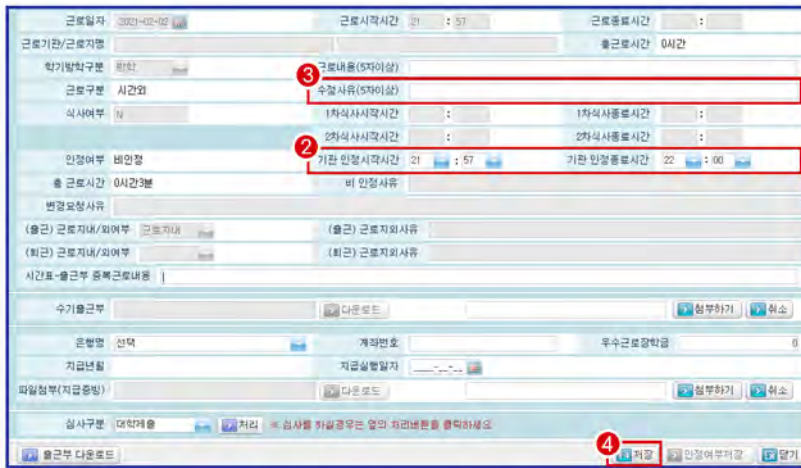 근로일자 2021-02-02 근로시작시간 21 : 57 근로종료시간 :
근로기관/근로지명 총근로시간 0시간
학기방학구분 방학 3 근로내용(5자이상)
근로구분 시간외 수정사유(5자이상)
식사여부 N 1차식사시작시간 : 1차식사종료시간 :
2차식사시작시간 : 2차식사종료시간 :
2
인정여부 비인정 기관 인정시작시간 21 : 57 기관 인정종료시간 22 : 00
총 근로시간 0시간3분 비 인정사유
변경요청사유
(출근) 근로지내/외여부 근로지내 (출근) 근로지외사유
(퇴근) 근로지내/외여부 (퇴근) 근로지외사유
시간표-출근부 중복근로내용
수기출근부 다운로드 첨부하기 취소
은행명 선택 계좌번호 우수근로장학금 0
지급년월 지급실행일자 ____-__-__
파일첨부(지급증빙) 다운로드 첨부하기 취소
심사구분 대학제출 처리 ※ 심사를 하실경우는 옆의 처리버튼을 클릭하세요
4
출근부 다운로드 저장 인정여부저장 닫기